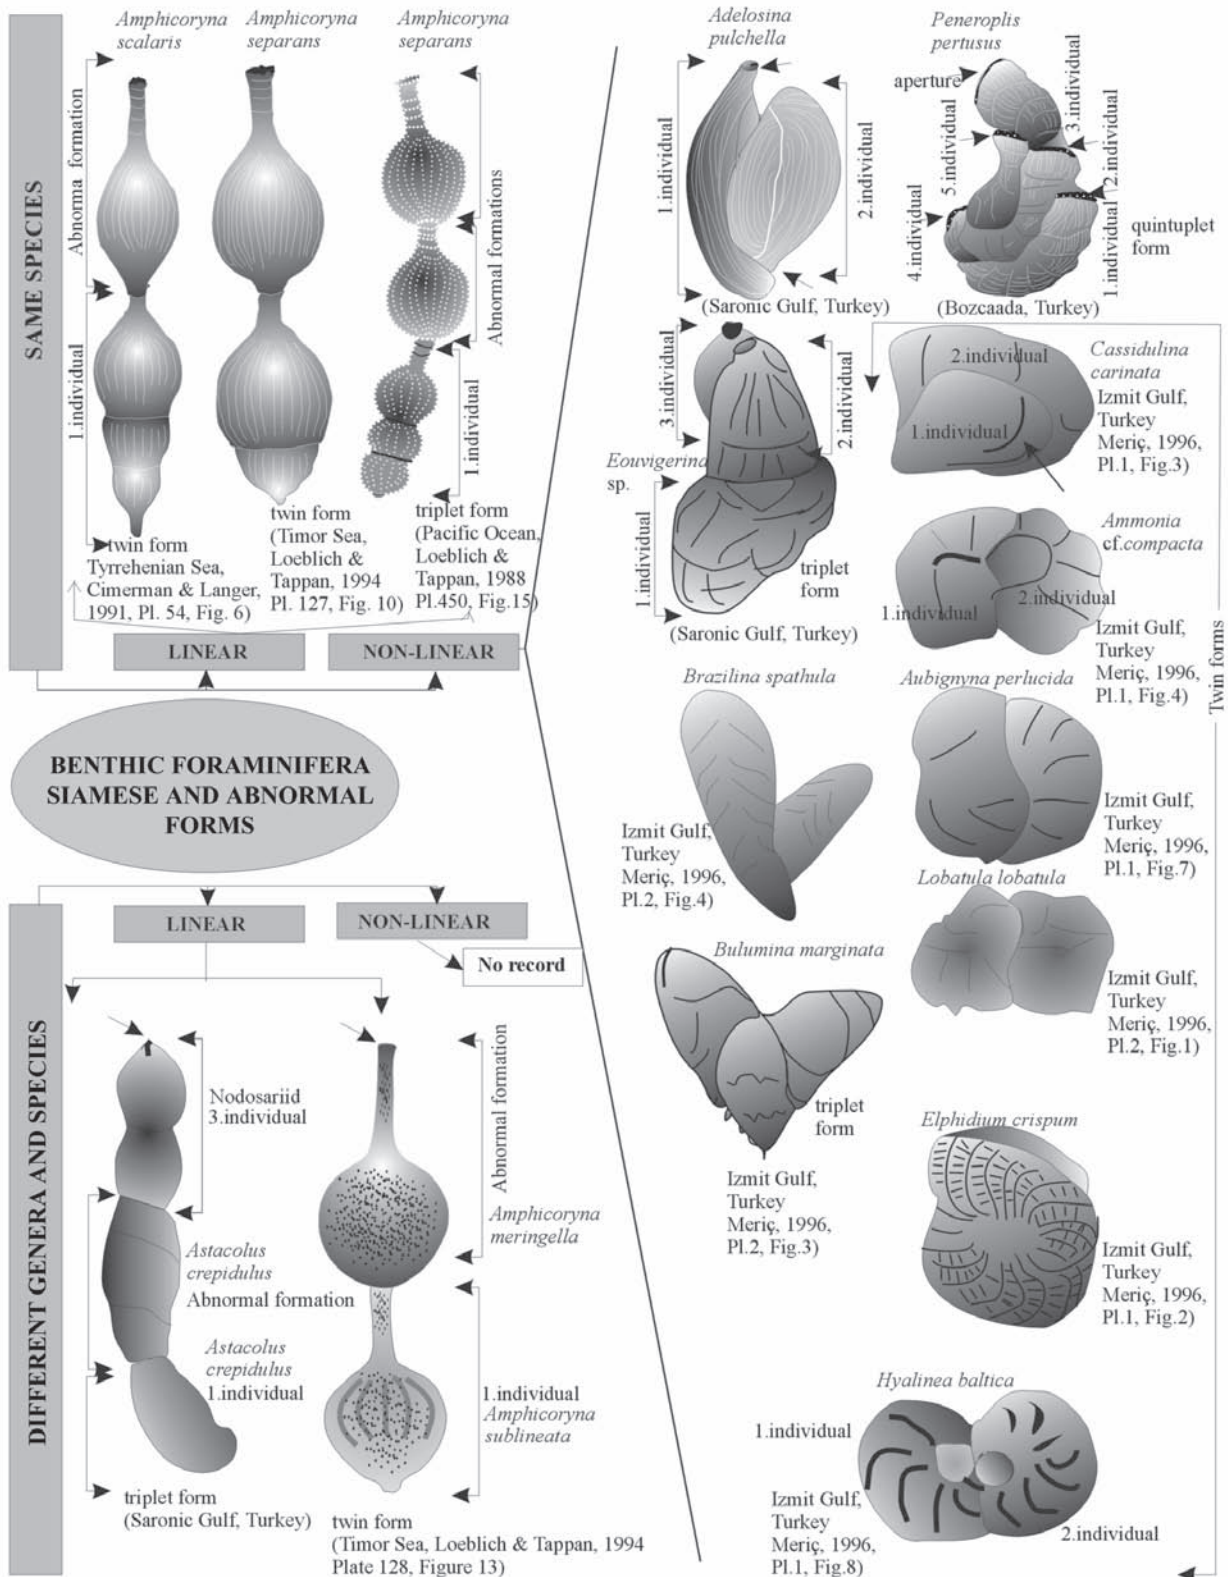 SAME SPECIES
Amphicoryna
scalaris
Abnorma formation
1.individual
twin form
Tyrrehenian Sea,
Cimerman & Langer,
1991, Pl. 54, Fig. 6)
Amphicoryna
separans
twin form
(Timor Sea,
Loeblich &
Tappan, 1994
Pl. 127, Fig. 10)
Amphicoryna
separans
Abnormal formations
1.individual
triplet form
(Pacific Ocean,
Loeblich &
Tappan, 1988
Pl.450, Fig.15)
LINEAR
NON-LINEAR
BENTHIC FORAMINIFERA
SIAMESE AND ABNORMAL
FORMS
LINEAR
NON-LINEAR
No record
DIFFERENT GENERA AND SPECIES
Nodosariid
3.individual
Astacolus
crepidulus
Abnormal formation
Astacolus
crepidulus
1.individual
triplet form
(Saronic Gulf, Turkey)
Abnormal formation
Amphicoryna
meringella
1.individual
Amphicoryna
sublineata
twin form
(Timor Sea, Loeblich & Tappan, 1994
Plate 128, Figure 13)
Adelosina
pulchella
1.individual
2.individual
(Saronic Gulf, Turkey)
Peneroplis
pertusus
aperture
5.individual
3.individual
2.individual
4.individual
1.individual
quintuplet
form
(Bozcaada, Turkey)
3.individual
2.individual
Eouvigerina
sp.
1.individual
triplet
form
(Saronic Gulf, Turkey)
Twin forms
2.individual
1.individual
Cassidulina
carinata
Izmit Gulf,
Turkey
Meriç, 1996,
Pl.1, Fig.3)
Ammonia
cf.compacta
1.individual
2.individual
Izmit Gulf,
Turkey
Meriç, 1996,
Pl.1, Fig.4)
Brazilina spathula
Izmit Gulf,
Turkey
Meriç, 1996,
Pl.2, Fig.4)
Aubignyna perlucida
Izmit Gulf,
Turkey
Meriç, 1996,
Pl.1, Fig.7)
Lobatula lobatula
Izmit Gulf,
Turkey
Meriç, 1996,
Pl.2, Fig.1)
Bulumina marginata
triplet
form
Izmit Gulf,
Turkey
Meriç, 1996,
Pl.2, Fig.3)
Elphidium crispum
Izmit Gulf,
Turkey
Meriç, 1996,
Pl.1, Fig.2)
Hyalinea baltica
1.individual
Izmit Gulf,
Turkey
Meriç, 1996,
Pl.1, Fig.8)
2.individual